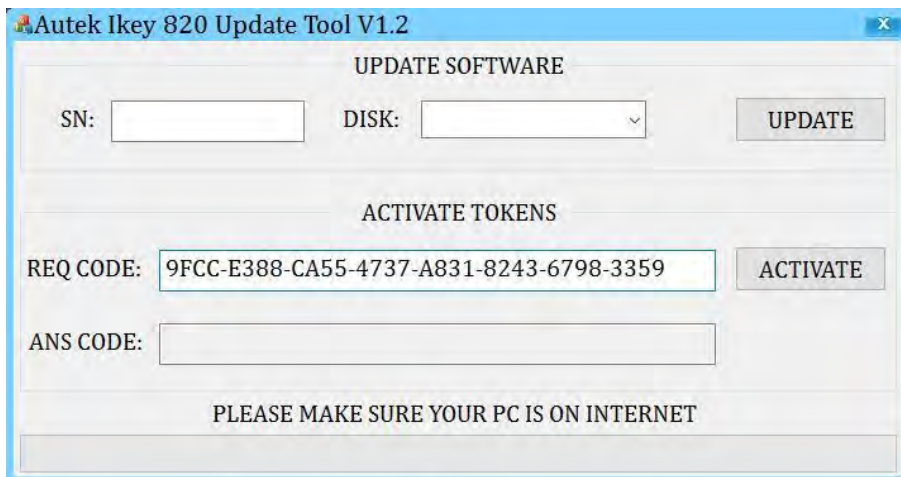 Autek Ikey 820 Update Tool V1.2
x
UPDATE SOFTWARE
SN:
DISK:
UPDATE
ACTIVATE TOKENS
REQ CODE: 9FCC-E388-CA55-4737-A831-8243-6798-3359
ACTIVATE
ANS CODE:
PLEASE MAKE SURE YOUR PC IS ON INTERNET